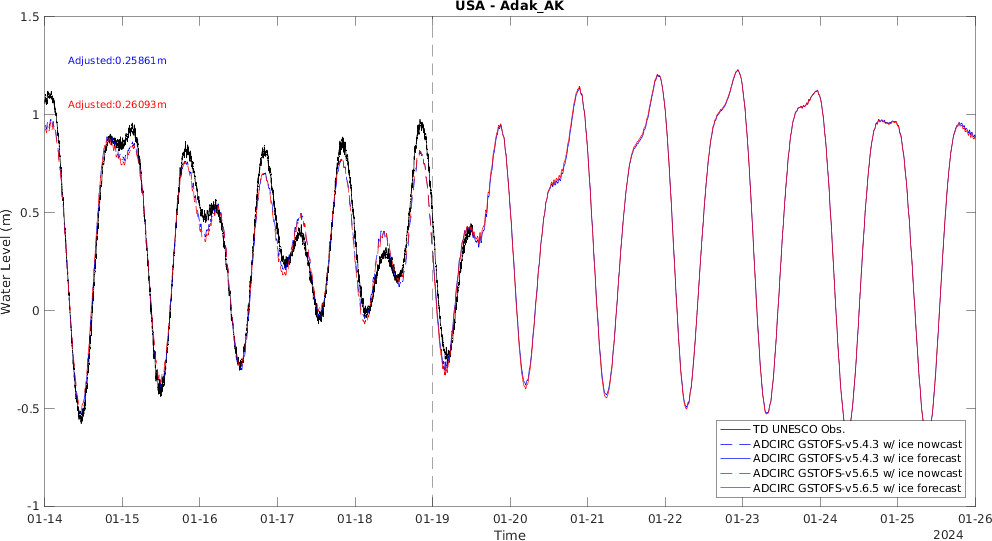 USA - Adak_AK
1.5
Adjusted:0.25861m
Adjusted:0.26093m
1
0.5
Water Level (m)
0
-0.5
-1
TD UNESCO Obs.
ADCIRC GSTOFS-v5.4.3 w/ ice nowcast
ADCIRC GSTOFS-v5.4.3 w/ ice forecast
ADCIRC GSTOFS-v5.6.5 w/ ice nowcast
ADCIRC GSTOFS-v5.6.5 w/ ice forecast
01-14 01-15 01-16 01-17 01-18 01-19 01-20 01-21 01-22 01-23 01-24 01-25 01-26
Time
2024